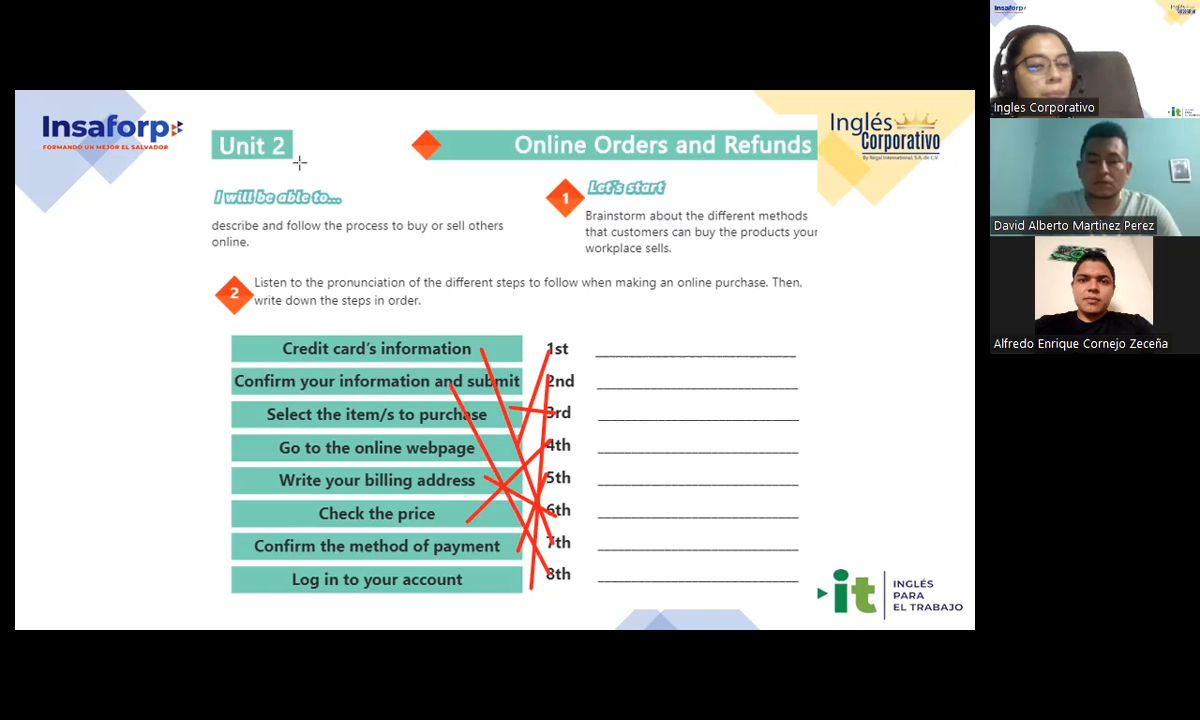 Insaforp
FORMANDO UN MEJOR EL SALVADOR
Unit 2
Online Orders and Refunds
Inglés
Corporativo
By Regal International, S.A. de C.V.
I will be able to...
describe and follow the process to buy or sell others
online.
1
Let's start
Brainstorm about the different methods
that customers can buy the products your
workplace sells.
2
Listen to the pronunciation of the different steps to follow when making an online purchase. Then,
write down the steps in order.
Credit card's information
1st
Confirm your information and submit
2nd
Select the item/s to purchase
3rd
Go to the online webpage
4th
Write your billing address
5th
Check the price
6th
Confirm the method of payment
7th
Log in to your account
8th
it
INGLÉS
PARA
EL TRABAJO
Insaforp
Ingles Corporativo
it
David Alberto Martinez Perez
Alfredo Enrique Cornejo Zeceña